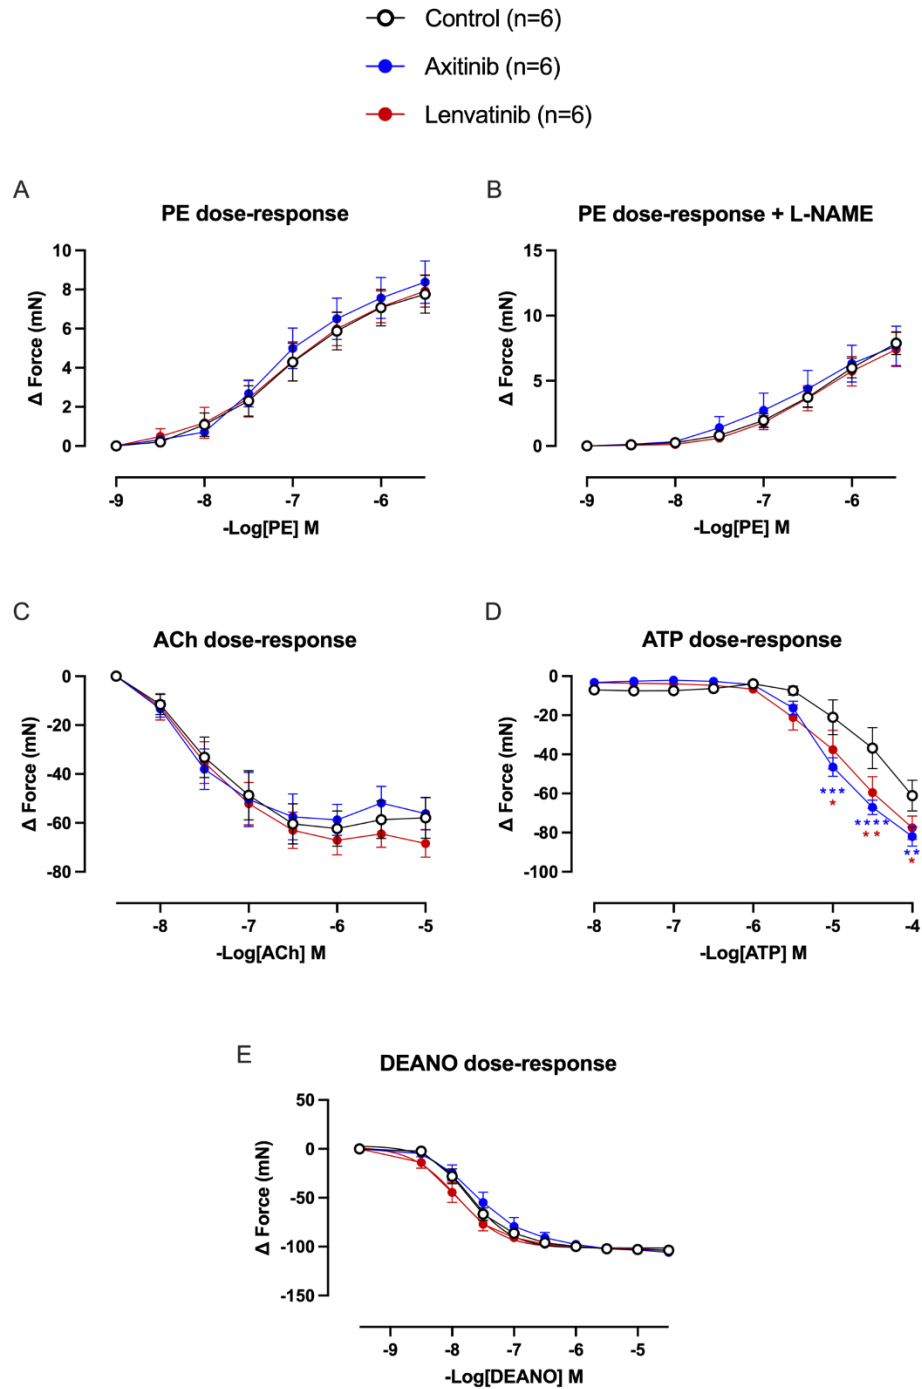 Control (n=6)
Axitinib (n=6)
Lenvatinib (n=6)
A
PE dose-response
Δ Force (mN)
10
8
6
4
2
0
-9 -8 -7 -6
-Log[PE] M
B
PE dose-response + L-NAME
Δ Force (mN)
15
10
5
0
-9 -8 -7 -6
-Log[PE] M
C
ACh dose-response
Δ Force (mN)
0
-20
-40
-60
-80
-8 -7 -6 -5
-Log[ACh] M
D
ATP dose-response
Δ Force (mN)
0
-20
-40
-60
-80
-100
***
*
****
**
**
*
-8 -7 -6 -5 -4
-Log[ATP] M
E
DEANO dose-response
Δ Force (mN)
50
0
-50
-100
-150
-9 -8 -7 -6 -5
-Log[DEANO] M